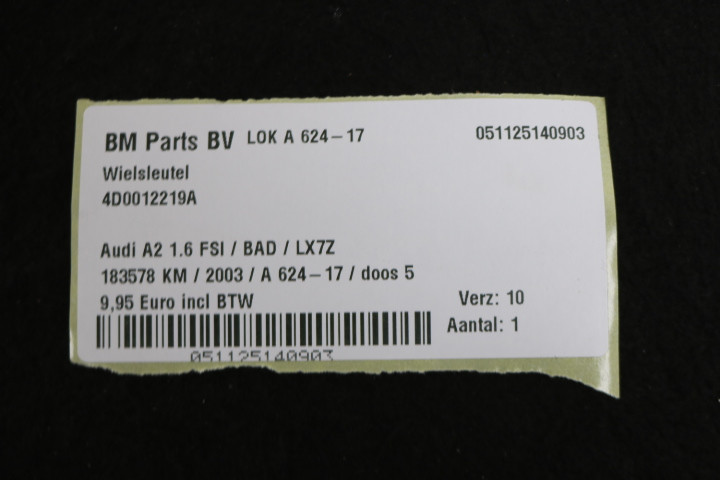 BM Parts BV LOK A 624-17 051125140903
Wielsleutel
4D0012219A
Audi A2 1.6 FSI / BAD / LX7Z
183578 KM / 2003 / A 624-17 / doos 5
9,95 Euro incl BTW Verz: 10
Aantal: 1
051125140903